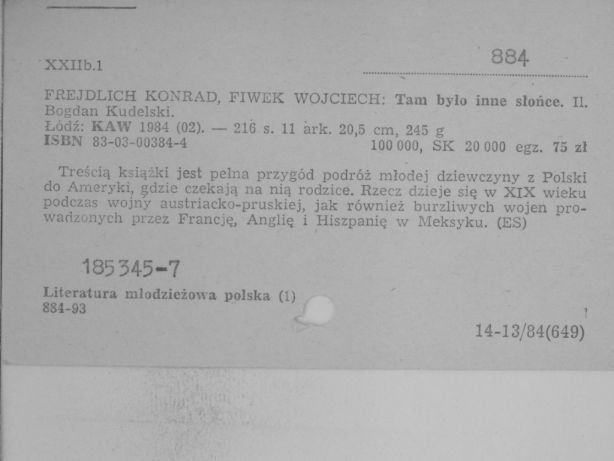 884
XXIIb.1
FREJDLICH KONRAD, FIWEK WOJCIECH: Tam było inne słońce. Il.
Bogdan Kudelski.
Łódź: KAW 1984 (02). — 216 s. 11 ark. 20,5 cm, 245 g
ISBN 83-03-00384-4 100 000, SK 20 000 egz. 75 zł
Treścią książki jest pełna przygód podróż młodej dziewczyny z Polski
do Ameryki, gdzie czekają na nią rodzice. Rzecz dzieje się w XIX wieku
podczas wojny austriacko-pruskiej, jak również burzliwych wojen pro-
wadzonych przez Francję, Anglię i Hiszpanię w Meksyku. (ES)
185345-7
Literatura młodzieżowa polska (1)
884-93
14-13/84(649)